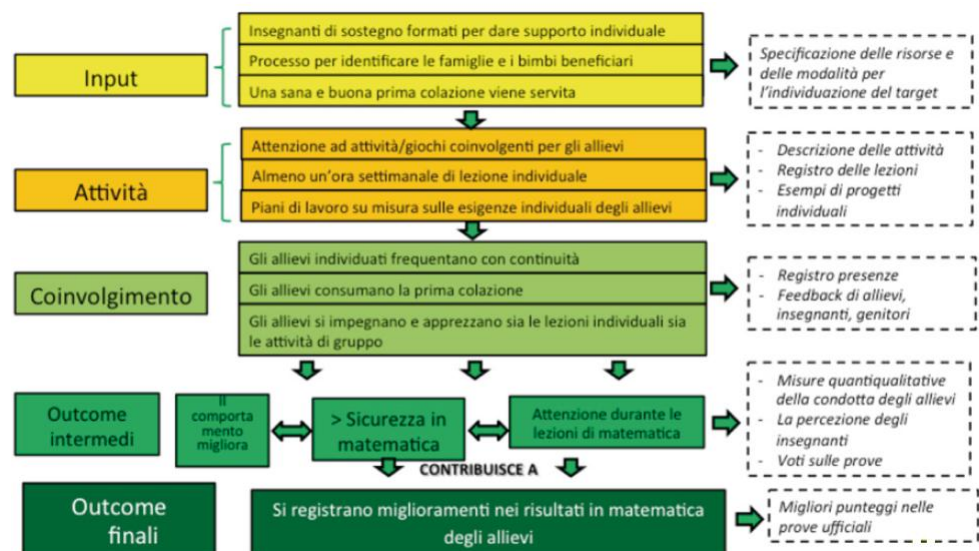 Input
Insegnanti di sostegno formati per dare supporto individuale
Processo per identificare le famiglie e i bimbi beneficiari
Una sana e buona prima colazione viene servita
Specificazione delle risorse e
delle modalità per
l'individuazione del target
Attività
Attenzione ad attività/giochi coinvolgenti per gli allievi
Almeno un'ora settimanale di lezione individuale
Piani di lavoro su misura sulle esigenze individuali degli allievi
- Descrizione delle attività
- Registro delle lezioni
- Esempi di progetti
individuali
Coinvolgimento
Gli allievi individuati frequentano con continuità
Gli allievi consumano la prima colazione
Gli allievi si impegnano e apprezzano sia le lezioni individuali sia
le attività di gruppo
- Registro presenze
- Feedback di allievi,
insegnanti, genitori
Outcome
intermedi
Il
comporta
mento
migliora
> Sicurezza in
matematica
Attenzione durante le
lezioni di matematica
- Misure quantiqualitative
della condotta degli allievi
- La percezione degli
insegnanti
- Voti sulle prove
CONTRIBUISCE A
Outcome
finali
Si registrano miglioramenti nei risultati in matematica
degli allievi
Migliori punteggi nelle
prove ufficiali